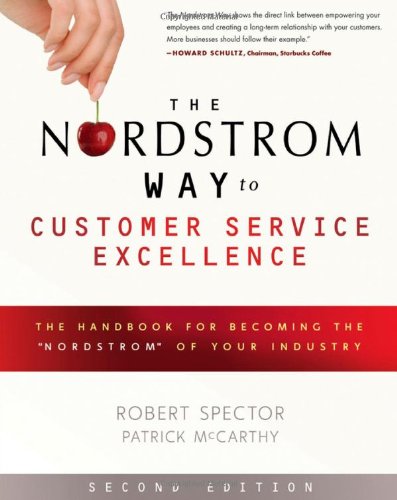 Copyrighted Material
The Nordstrom Way shows the direct link between empowering your
employees and creating a long-term relationship with your customers.
More businesses should follow their example."
—HOWARD SCHULTZ, Chairman, Starbucks Coffee
THE
NORDSTROM
WAY to
CUSTOMER SERVICE
EXCELLENCE
THE HANDBOOK FOR BECOMING THE
"NORDSTROM" OF YOUR INDUSTRY
ROBERT SPECTOR
PATRICK McCARTHY
SECOND EDITION